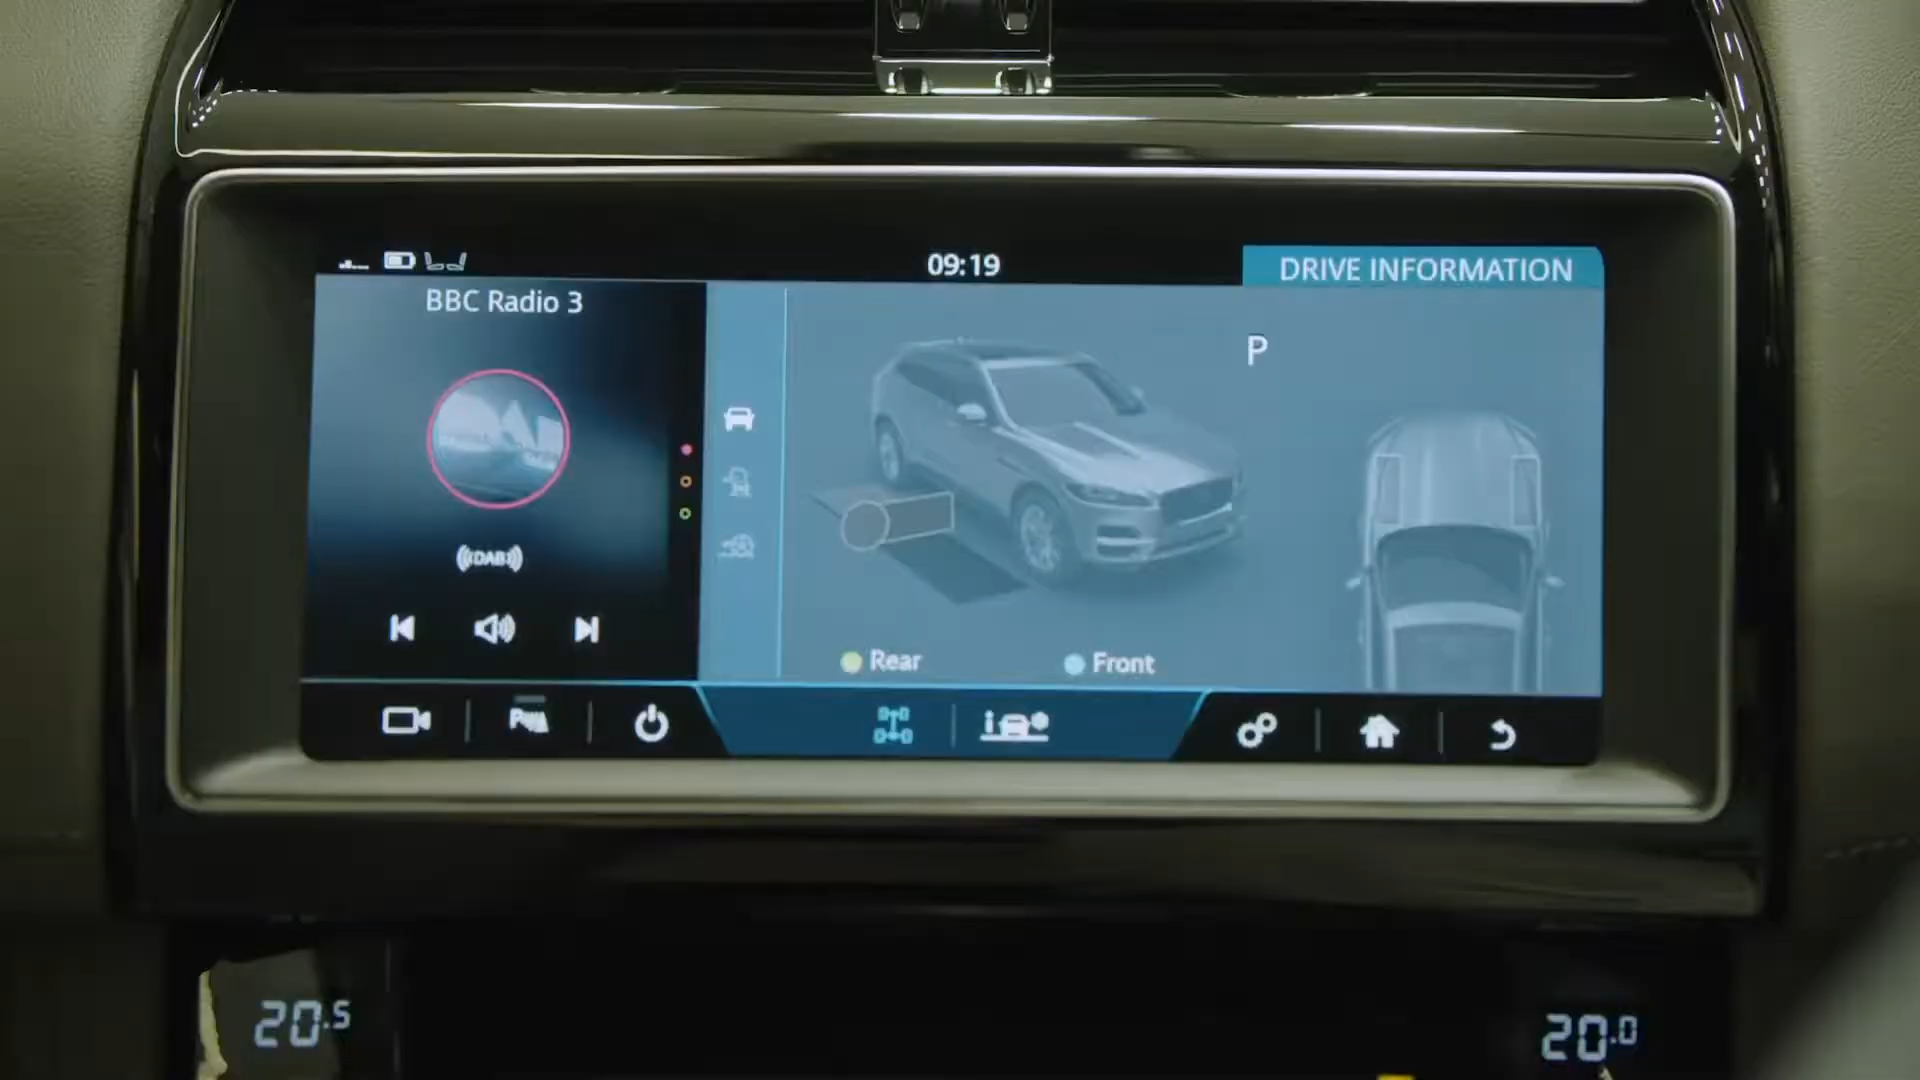 09:19
DRIVE INFORMATION
BBC Radio 3
P
DAB
Rear
Front
20.5
20.0